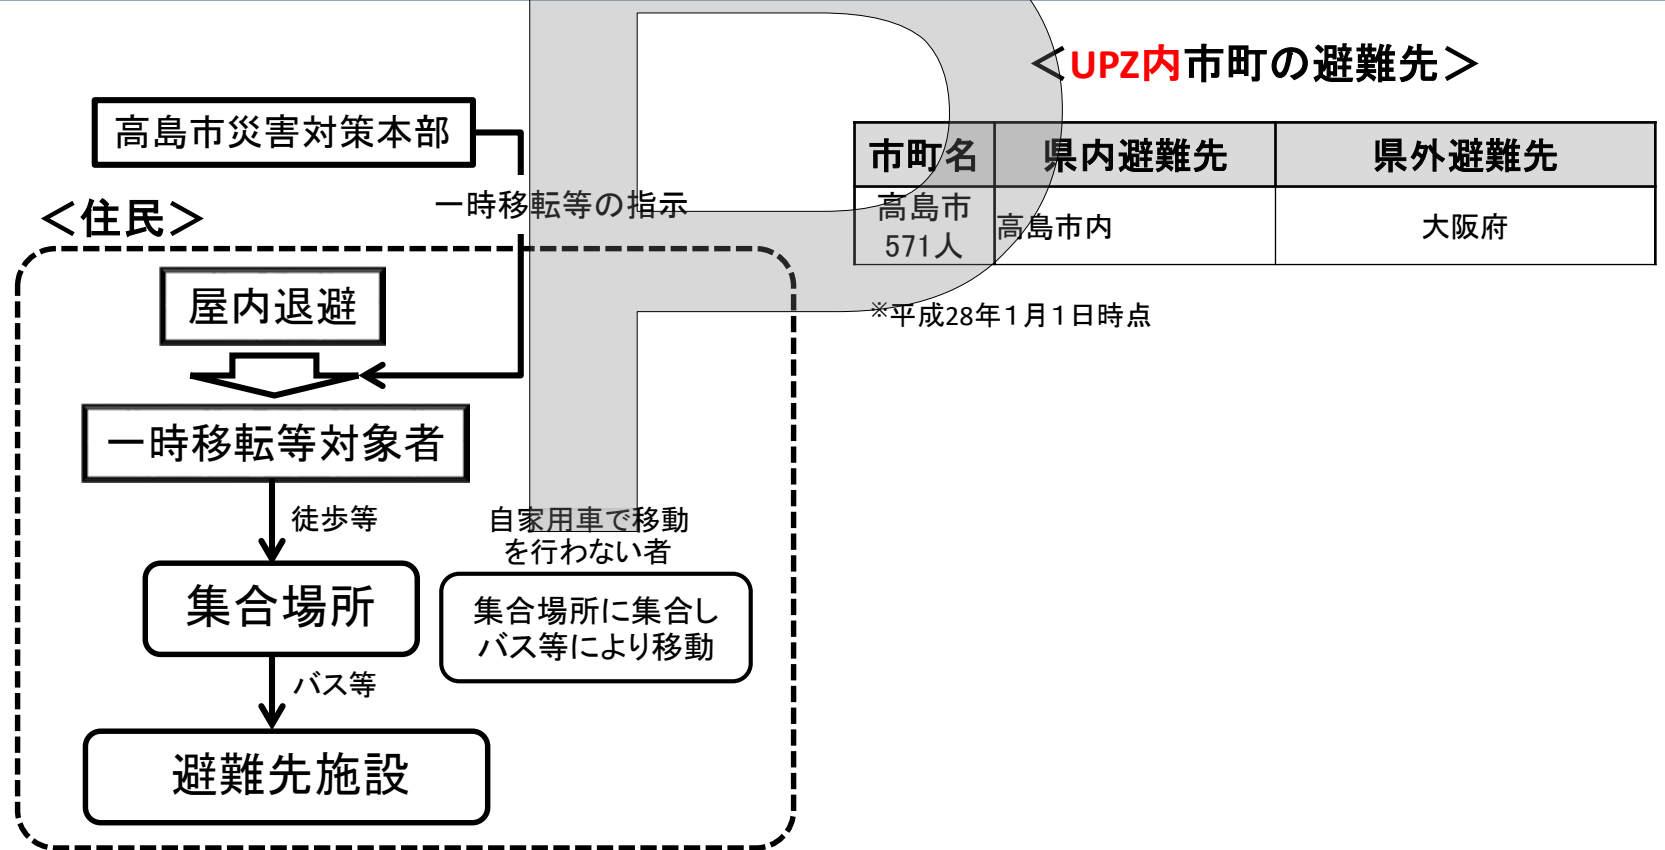 <UPZ内市町の避難先>
高島市災害対策本部
一時移転等の指示
<住民>
屋内退避
一時移転等対象者
徒歩等
集合場所
バス等
避難先施設
自家用車で移動
を行わない者
集合場所に集合し
バス等により移動
市町名 県内避難先 県外避難先
高島市
571人
高島市内 大阪府
※平成28年1月1日時点
P